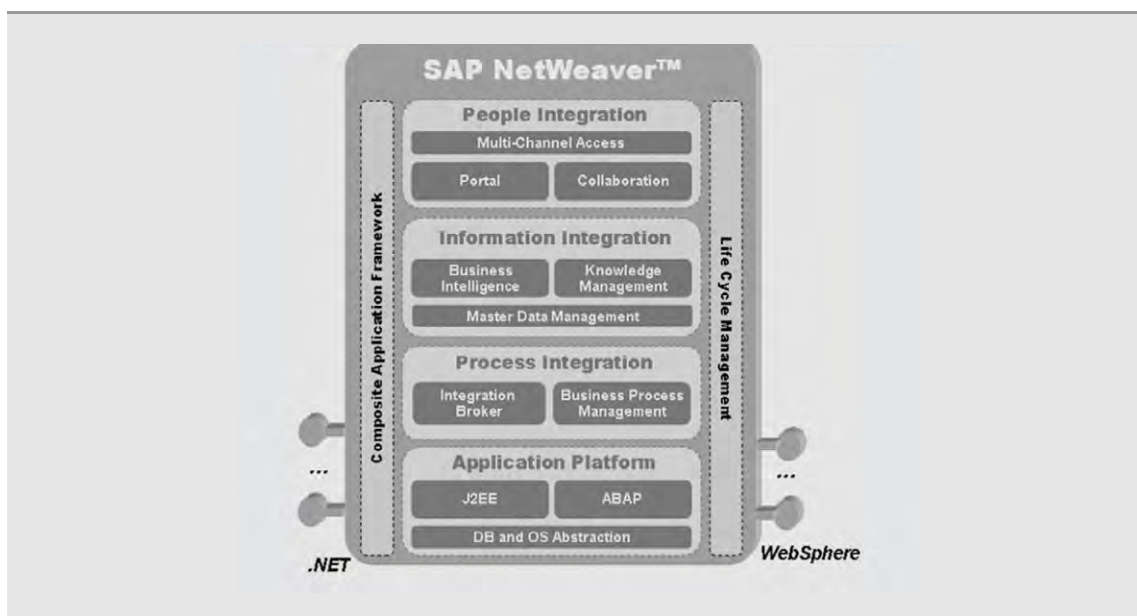 SAP NetWeaver™
People Integration
Multi-Channel Access
Portal
Collaboration
Composite Application Framework
Life Cycle Management
Information Integration
Business
Intelligence
Knowledge
Management
Master Data Management
Process Integration
Integration
Broker
Business Process
Management
Application Platform
J2EE
ABAP
DB and OS Abstraction
...
.NET
...
WebSphere